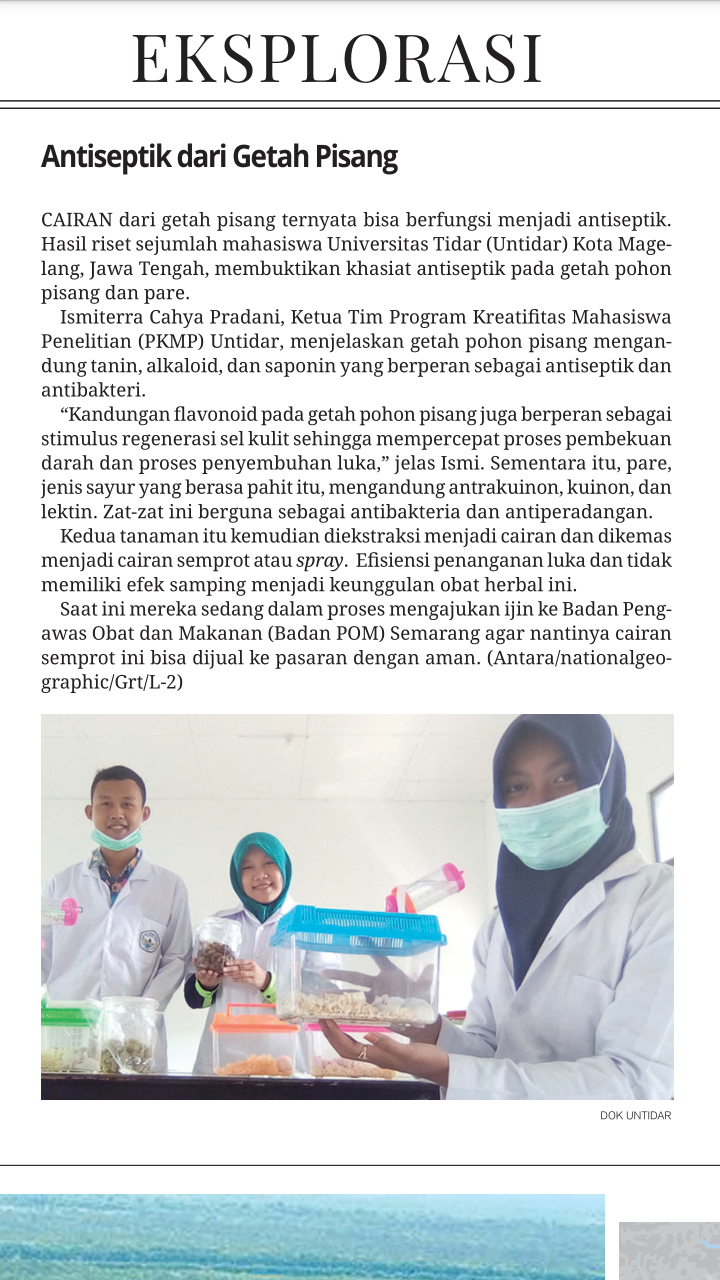 EKSPLORASI
Antiseptik dari Getah Pisang
CAIRAN dari getah pisang ternyata bisa berfungsi menjadi antiseptik.
Hasil riset sejumlah mahasiswa Universitas Tidar (Untidar) Kota Mage-
lang, Jawa Tengah, membuktikan khasiat antiseptik pada getah pohon
pisang dan pare.
Ismiterra Cahya Pradani, Ketua Tim Program Kreatifitas Mahasiswa
Penelitian (PKMP) Untidar, menjelaskan getah pohon pisang mengan-
dung tanin, alkaloid, dan saponin yang berperan sebagai antiseptik dan
antibakteri.
“Kandungan flavonoid pada getah pohon pisang juga berperan sebagai
stimulus regenerasi sel kulit sehingga mempercepat proses pembekuan
darah dan proses penyembuhan luka,” jelas Ismi. Sementara itu, pare,
jenis sayur yang berasa pahit itu, mengandung antrakuinon, kuinon, dan
lektin. Zat-zat ini berguna sebagai antibakteria dan antiperadangan.
Kedua tanaman itu kemudian diekstraksi menjadi cairan dan dikemas
menjadi cairan semprot atau spray. Efisiensi penanganan luka dan tidak
memiliki efek samping menjadi keunggulan obat herbal ini.
Saat ini mereka sedang dalam proses mengajukan ijin ke Badan Peng-
awas Obat dan Makanan (Badan POM) Semarang agar nantinya cairan
semprot ini bisa dijual ke pasaran dengan aman. (Antara/nationalgeo-
graphic/Grt/L-2)
DOK UNTIDAR